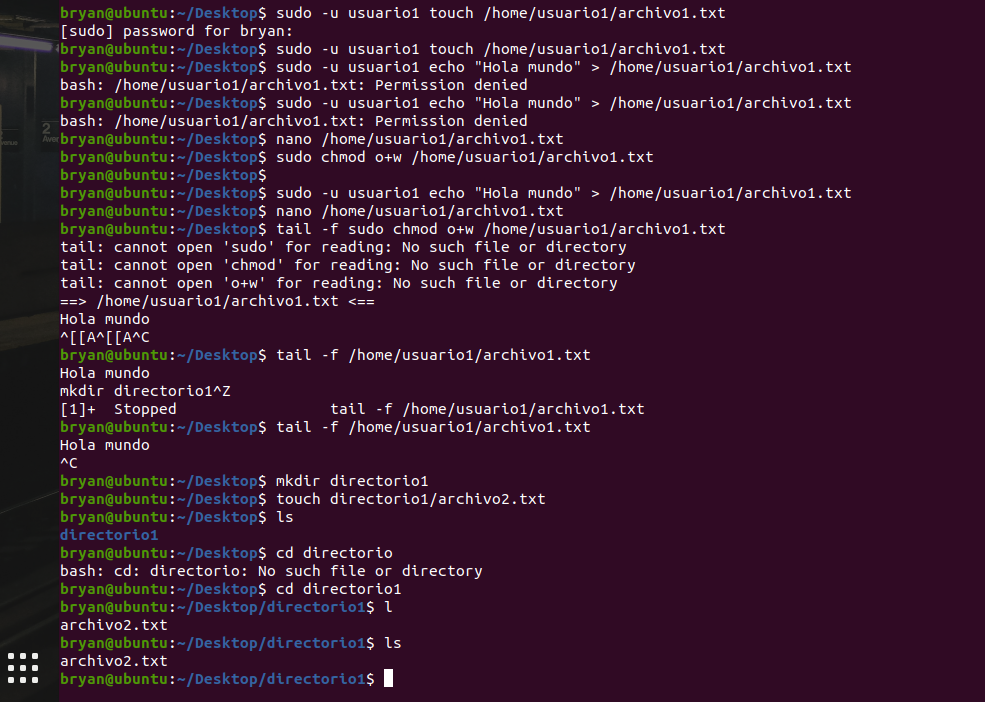 bryan@ubuntu:~/Desktop$ sudo -u usuario1 touch /home/usuario1/archivo1.txt
[sudo] password for bryan:
bryan@ubuntu:~/Desktop$ sudo -u usuario1 touch /home/usuario1/archivo1.txt
bryan@ubuntu:~/Desktop$ sudo -u usuario1 echo "Hola mundo" > /home/usuario1/archivo1.txt
bash: /home/usuario1/archivo1.txt: Permission denied
bryan@ubuntu:~/Desktop$ sudo -u usuario1 echo "Hola mundo" > /home/usuario1/archivo1.txt
bash: /home/usuario1/archivo1.txt: Permission denied
bryan@ubuntu:~/Desktop$ nano /home/usuario1/archivo1.txt
bryan@ubuntu:~/Desktop$ sudo chmod o+w /home/usuario1/archivo1.txt
bryan@ubuntu:~/Desktop$
bryan@ubuntu:~/Desktop$ sudo -u usuario1 echo "Hola mundo" > /home/usuario1/archivo1.txt
bryan@ubuntu:~/Desktop$ nano /home/usuario1/archivo1.txt
bryan@ubuntu:~/Desktop$ tail -f sudo chmod o+w /home/usuario1/archivo1.txt
tail: cannot open 'sudo' for reading: No such file or directory
tail: cannot open 'chmod' for reading: No such file or directory
tail: cannot open 'o+w' for reading: No such file or directory
==> /home/usuario1/archivo1.txt <==
Hola mundo
^[[A^[[A^C
bryan@ubuntu:~/Desktop$ tail -f /home/usuario1/archivo1.txt
Hola mundo
mkdir directorio1^Z
[1]+  Stopped                 tail -f /home/usuario1/archivo1.txt
bryan@ubuntu:~/Desktop$ tail -f /home/usuario1/archivo1.txt
Hola mundo
^C
bryan@ubuntu:~/Desktop$ mkdir directorio1
bryan@ubuntu:~/Desktop$ touch directorio1/archivo2.txt
bryan@ubuntu:~/Desktop$ ls
directorio1
bryan@ubuntu:~/Desktop$ cd directorio
bash: cd: directorio: No such file or directory
bryan@ubuntu:~/Desktop$ cd directorio1
bryan@ubuntu:~/Desktop/directorio1$ l
archivo2.txt
bryan@ubuntu:~/Desktop/directorio1$ ls
archivo2.txt
bryan@ubuntu:~/Desktop/directorio1$
2